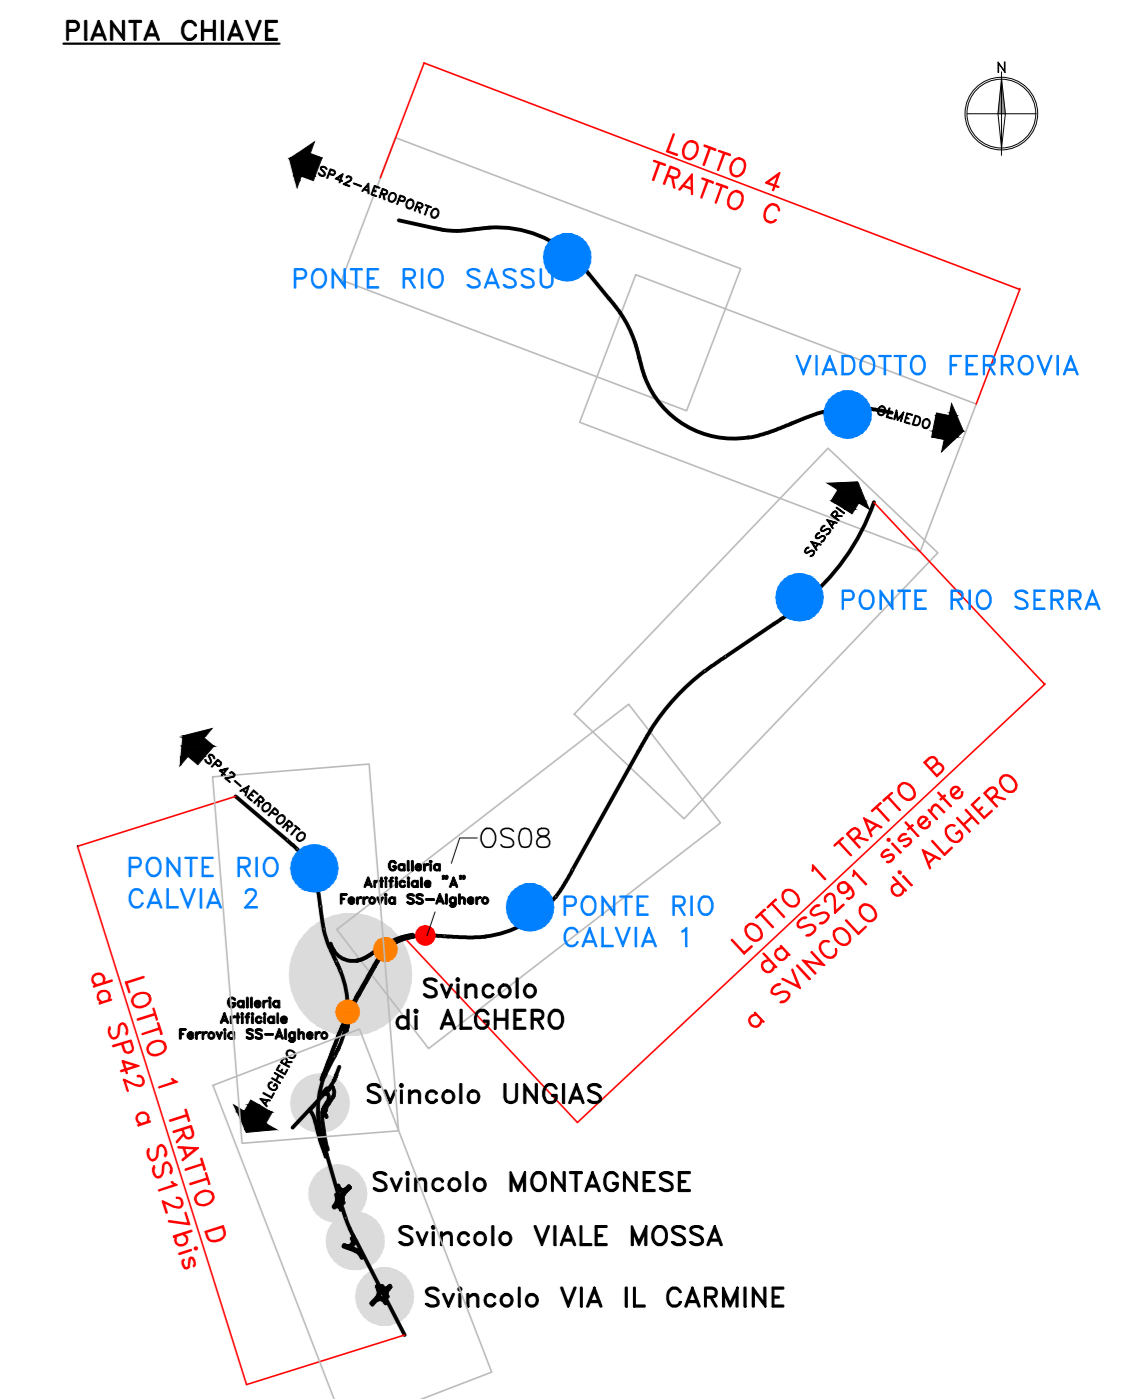 PIANTA CHIAVE
N
LOTTO 4
TRATTO C
SP42-AEROPORTO
PONTE RIO SASSU
VIADOTTO FERROVIA
OLMEDO
SASSARI
PONTE RIO SERRA
SP42-AEROPORTO
LOTTO 1 TRATTO B
da SS291 sistente
a SVINCOLO di ALGHERO
OS08
PONTE RIO
CALVIA 2
Galleria
Artificiale "A"
Ferrovia SS-Alghero
PONTE RIO
CALVIA 1
Svincolo
di ALGHERO
Galleria
Artificiale
Ferrovia SS-Alghero
LOTTO 1 TRATTO D
da SP42 a SS127bis
ALGHERO
Svincolo UNGIAS
Svincolo MONTAGNESE
Svincolo VIALE MOSSA
Svincolo VIA IL CARMINE